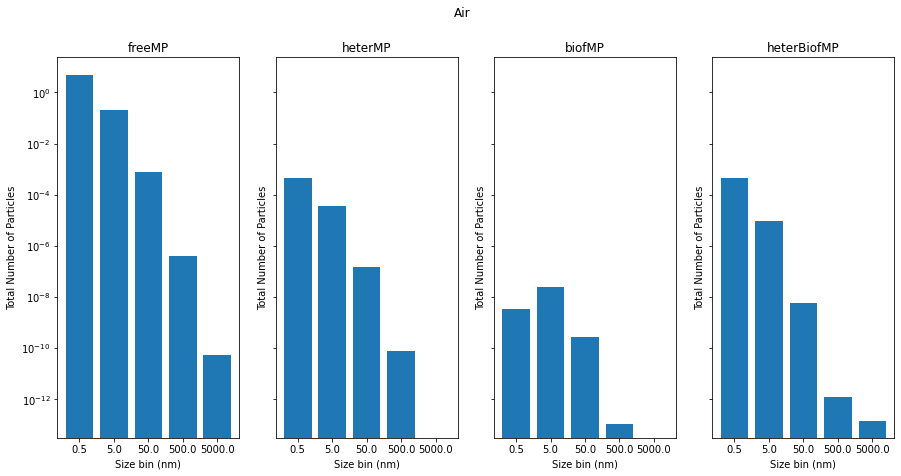 Air
freeMP
heterMP
biofMP
heterBiofMP
Total Number of Particles
10⁰
10⁻²
10⁻⁴
10⁻⁶
10⁻⁸
10⁻¹⁰
10⁻¹²
0.5 5.0 50.0 500.0 5000.0
Size bin (nm)
Total Number of Particles
0.5 5.0 50.0 500.0 5000.0
Size bin (nm)
Total Number of Particles
0.5 5.0 50.0 500.0 5000.0
Size bin (nm)
Total Number of Particles
0.5 5.0 50.0 500.0 5000.0
Size bin (nm)